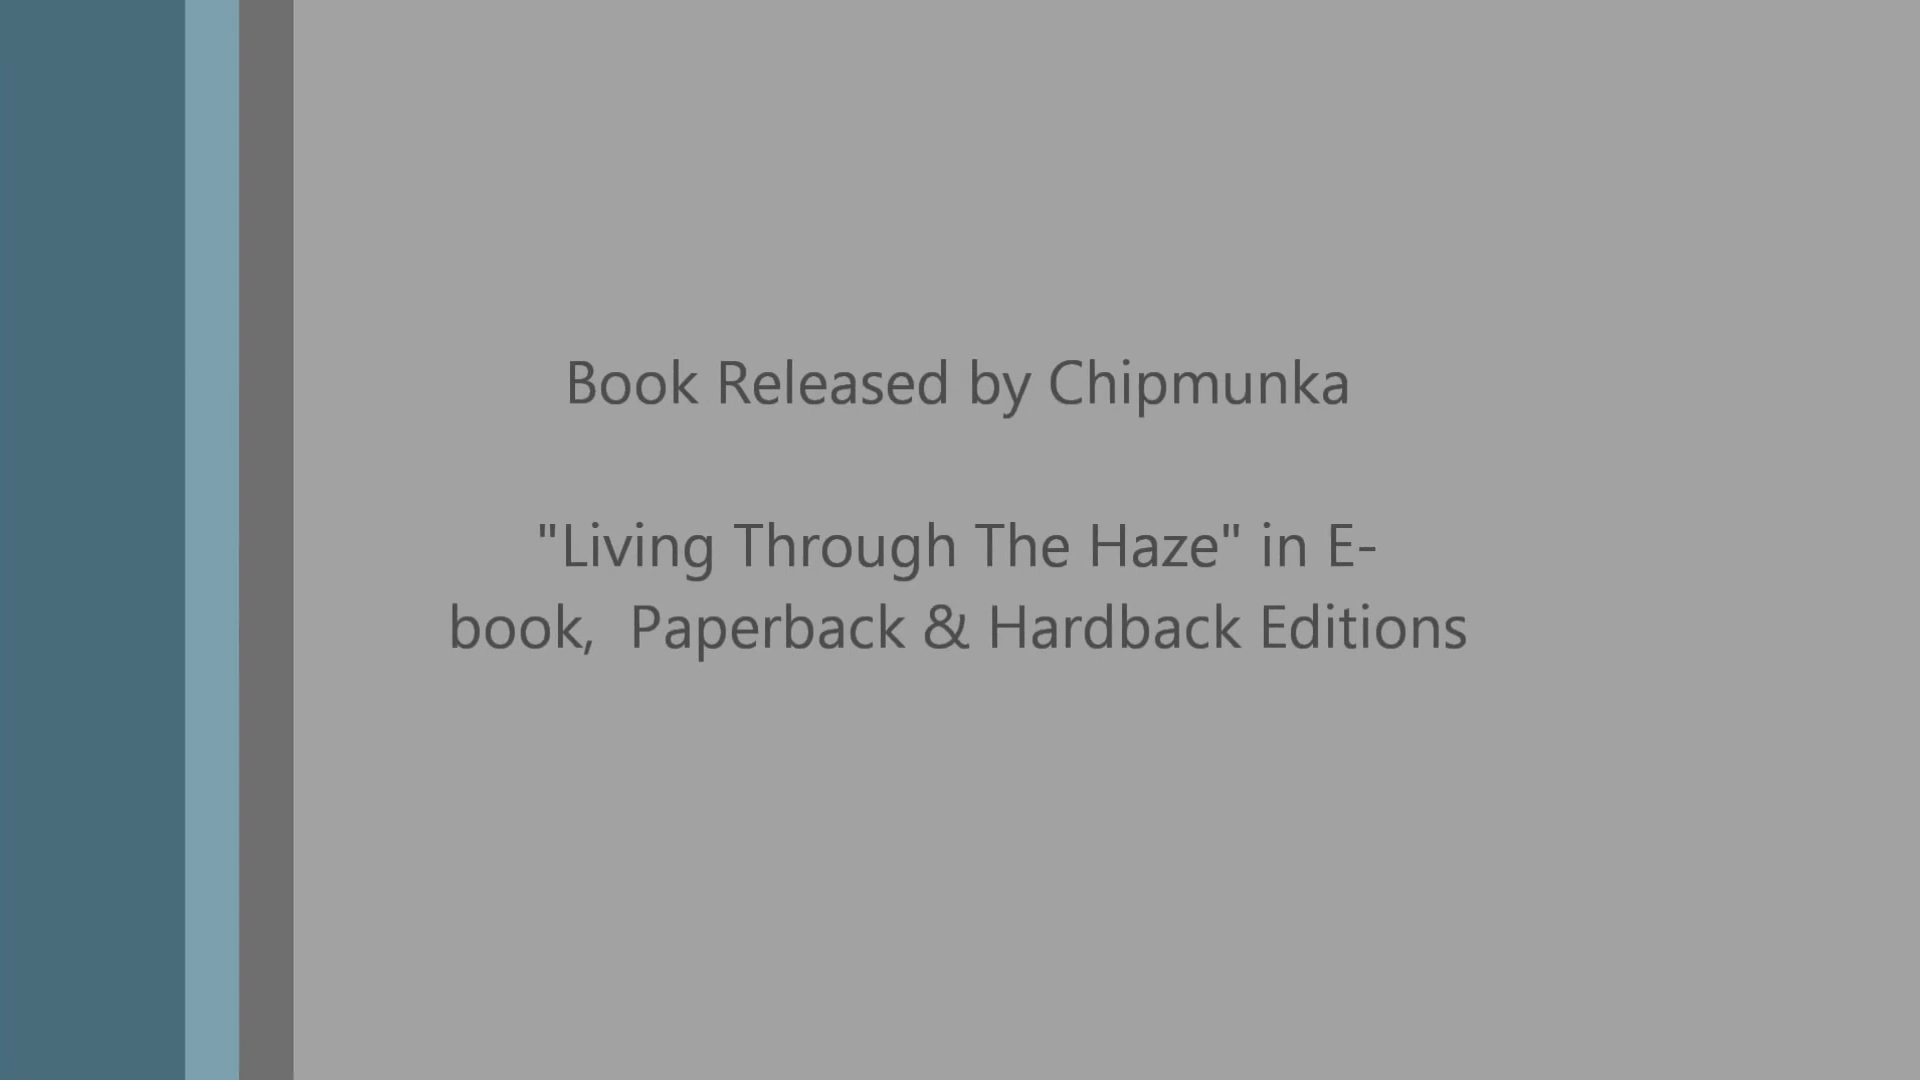 Book Released by Chipmunka
"Living Through The Haze" in E-
book,  Paperback & Hardback Editions